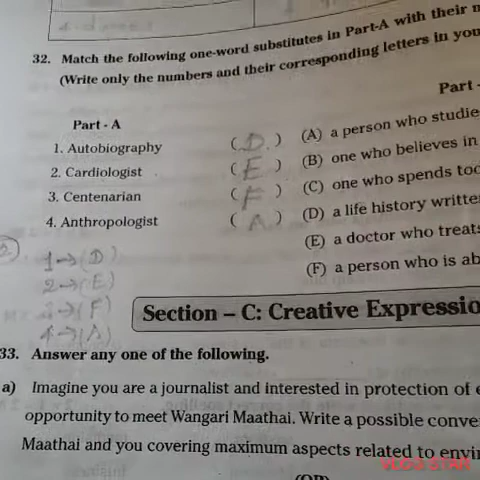 32. Match the following one-word substitutes in Part-A with their
(Write only the numbers and their corresponding letters in you
Part - A
Part -
1. Autobiography (D.) (A) a person who studie
2. Cardiologist (E) (B) one who believes in
3. Centenarian (F) (C) one who spends too
4. Anthropologist (A) (D) a life history writte
(E) a doctor who treats
(F) a person who is ab
1→(D)
2→(E)
3→(F)
4→(A)
Section – C: Creative Expressio
33. Answer any one of the following.
a) Imagine you are a journalist and interested in protection of e
opportunity to meet Wangari Maathai. Write a possible conve
Maathai and you covering maximum aspects related to envi
(OR)
VLOG STAR